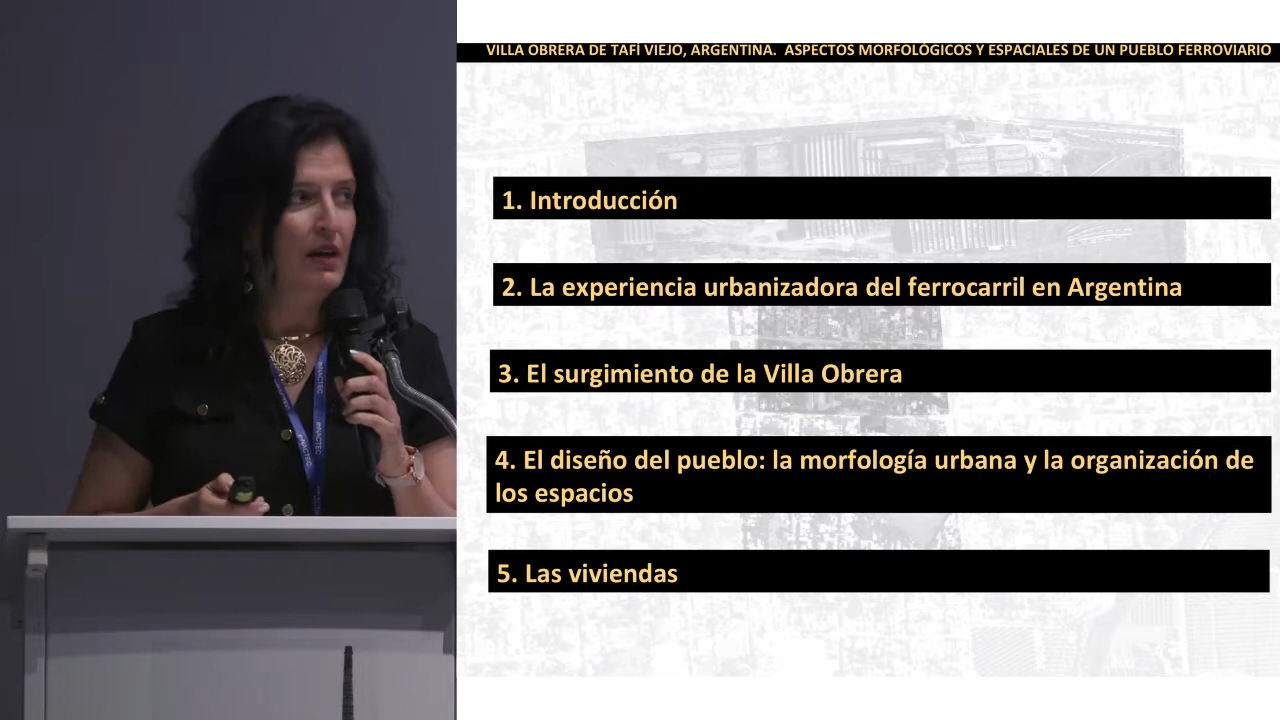 VILLA OBRERA DE TAFÍ VIEJO, ARGENTINA. ASPECTOS MORFOLÓGICOS Y ESPACIALES DE UN PUEBLO FERROVIARIO
1. Introducción
2. La experiencia urbanizadora del ferrocarril en Argentina
3. El surgimiento de la Villa Obrera
4. El diseño del pueblo: la morfología urbana y la organización de
los espacios
5. Las viviendas